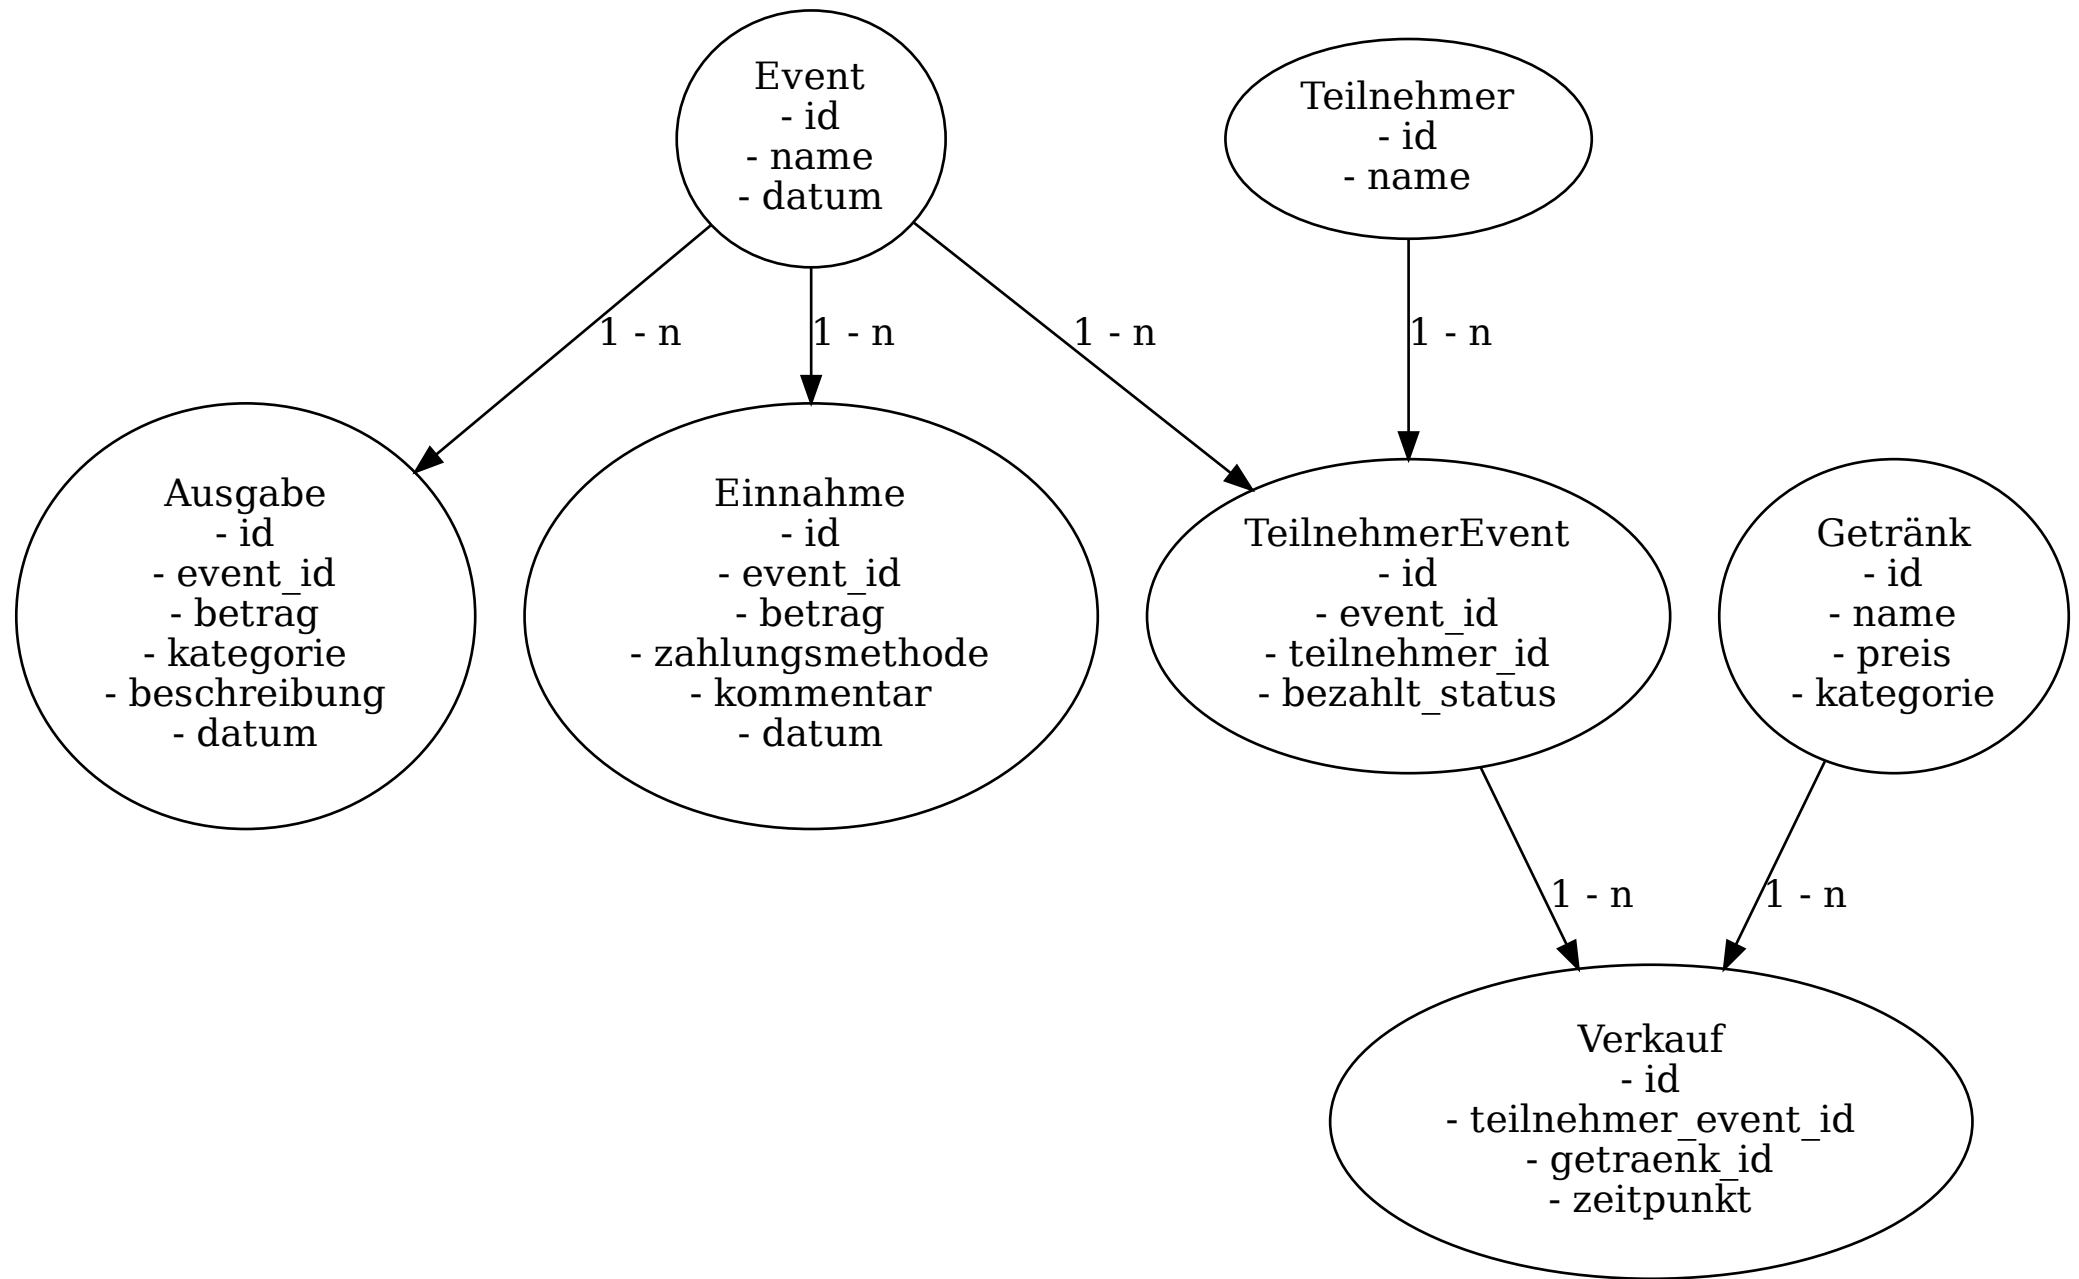 Event
- id
- name
- datum
Teilnehmer
- id
- name
1 - n
1 - n
1 - n
1 - n
Ausgabe
- id
- event_id
- betrag
- kategorie
- beschreibung
- datum
Einnahme
- id
- event_id
- betrag
- zahlungsmethode
- kommentar
- datum
TeilnehmerEvent
- id
- event_id
- teilnehmer_id
- bezahlt_status
Getränk
- id
- name
- preis
- kategorie
1 - n
1 - n
Verkauf
- id
- teilnehmer_event_id
- getraenk_id
- zeitpunkt